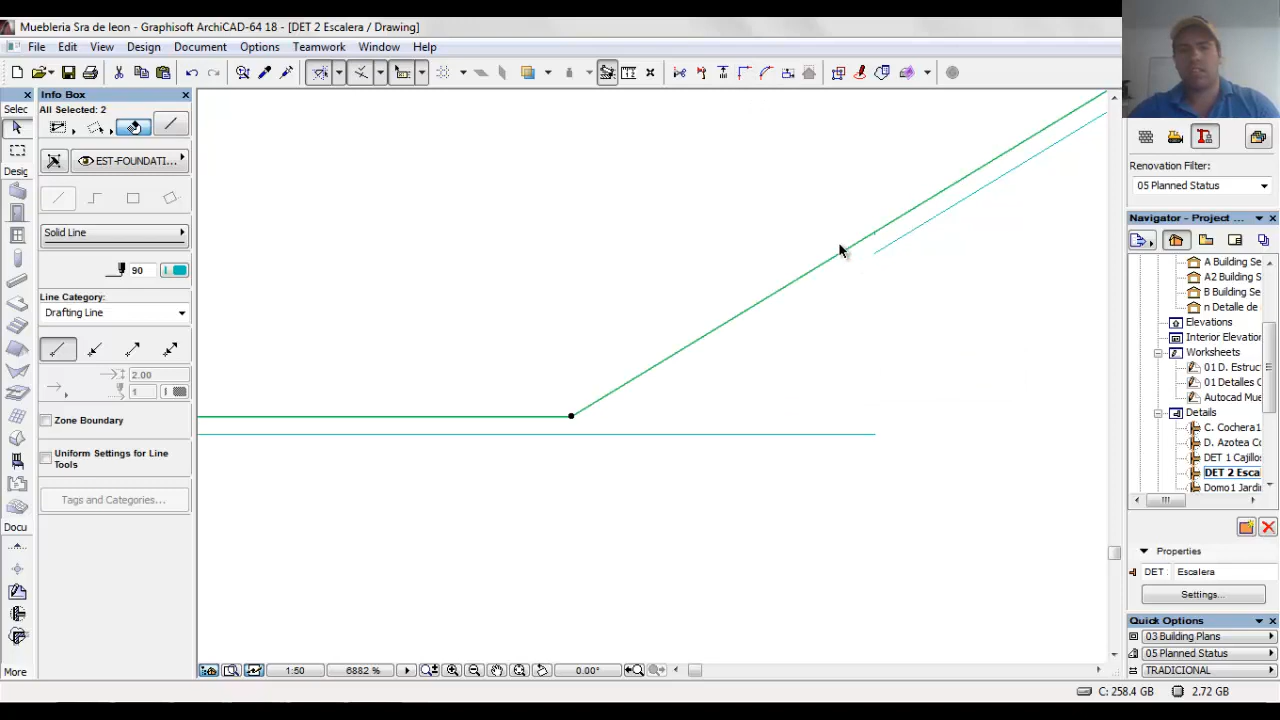 Muebleria Sra de leon - Graphisoft ArchiCAD-64 18 - [DET 2 Escalera / Drawing]
File Edit View Design Document Options Teamwork Window Help
Selec
Info Box
All Selected: 2
EST-FOUNDATI...
Desig
Solid Line
90
Line Category:
Drafting Line
2.00
1
Zone Boundary
Uniform Settings for Line
Tools
Tags and Categories...
Docu
More
1:50
6882 %
0.00°
Renovation Filter:
05 Planned Status
Navigator - Project ...
A Building Se
A2 Building S
B Building Se
n Detalle de
Elevations
Interior Elevation
Worksheets
01 D. Estruc
01 Detalles C
Autocad Mue
Details
C. Cochera1
D. Azotea Co
DET 1 Cajillos
DET 2 Esca
Domo1 Jardi
Properties
DET
Escalera
Settings...
Quick Options
03 Building Plans
05 Planned Status
TRADICIONAL
C: 258.4 GB
2.72 GB